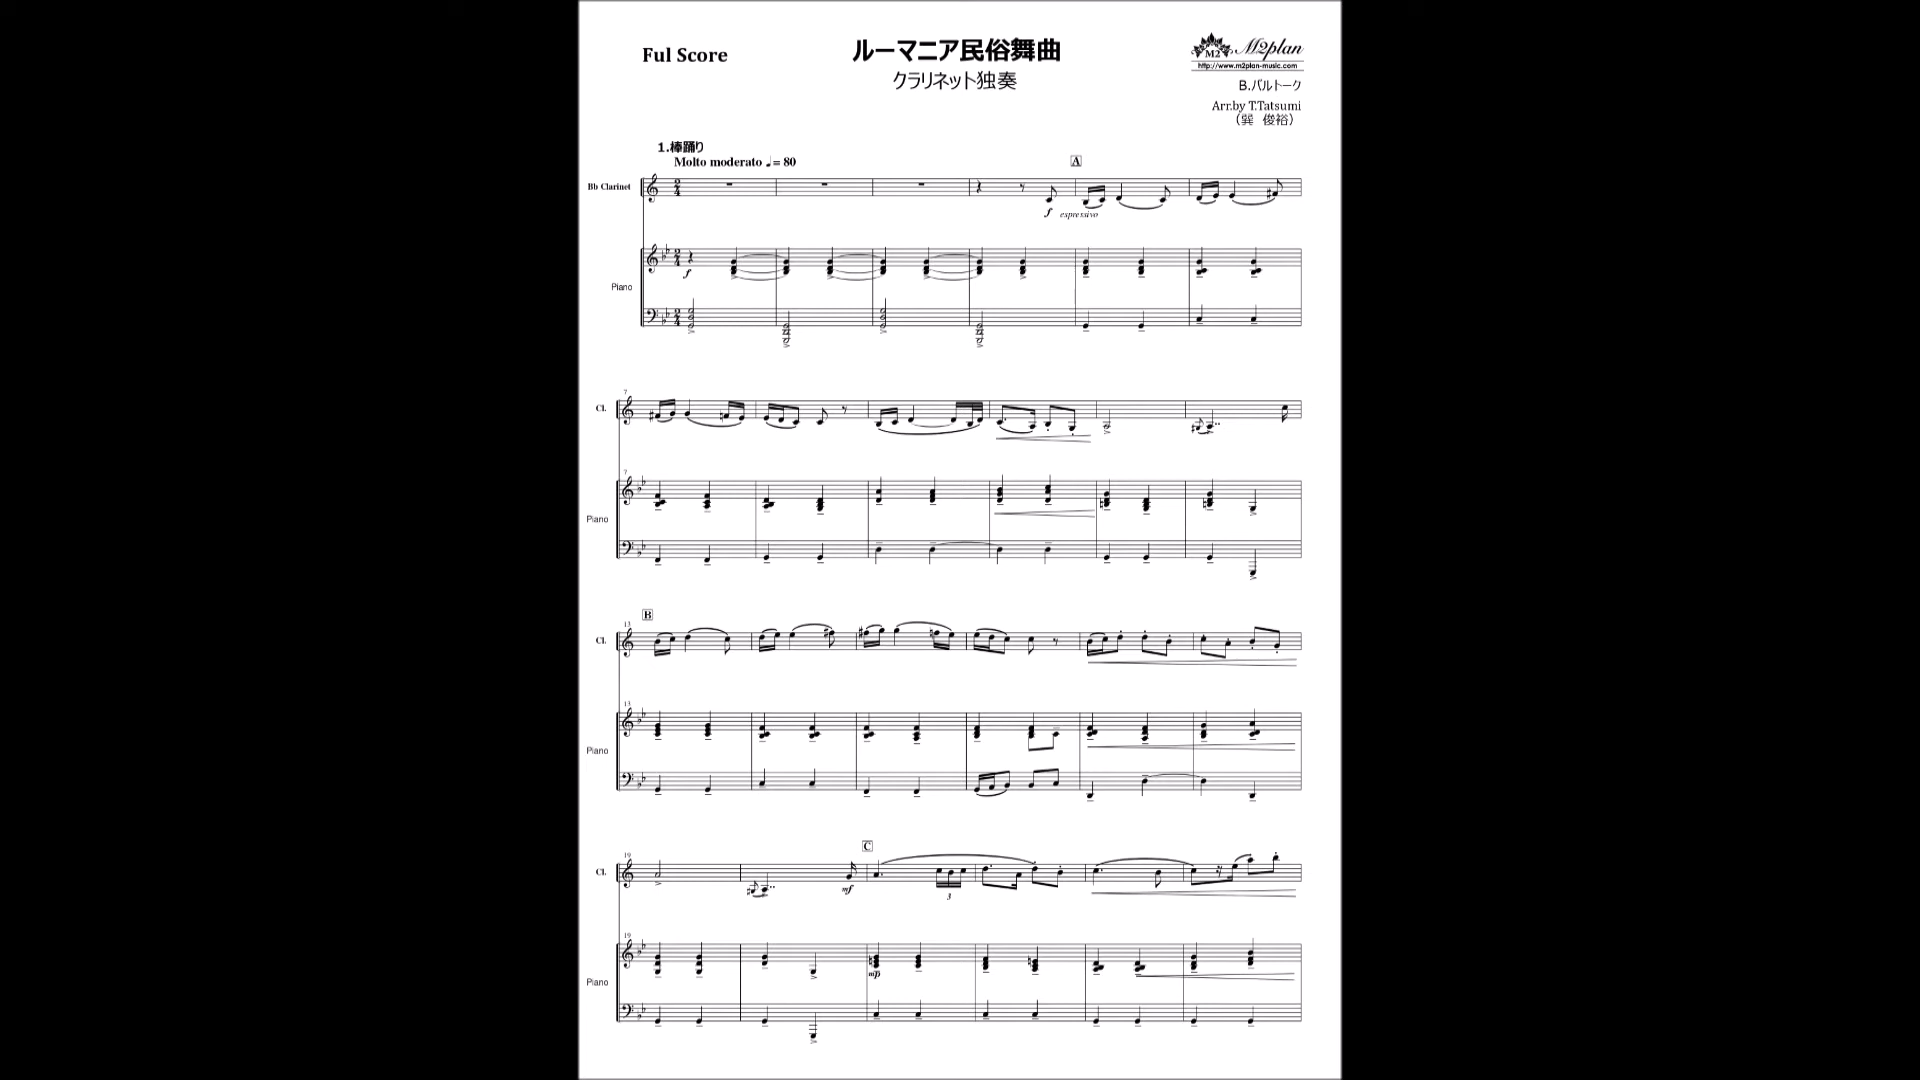 Ful Score
ルーマニア民俗舞曲
クラリネット独奏
M2 M2plan
http://www.m2plan-music.com
B.バルトーク
Arr.by T.Tatsumi
（巽　俊裕）
1.棒踊り
Molto moderato ♩= 80
A
Bb Clarinet
f espressivo
f
Piano
7
Cl.
7
Piano
B
13
Cl.
13
Piano
C
19
Cl.
mf
3
19
mp
Piano